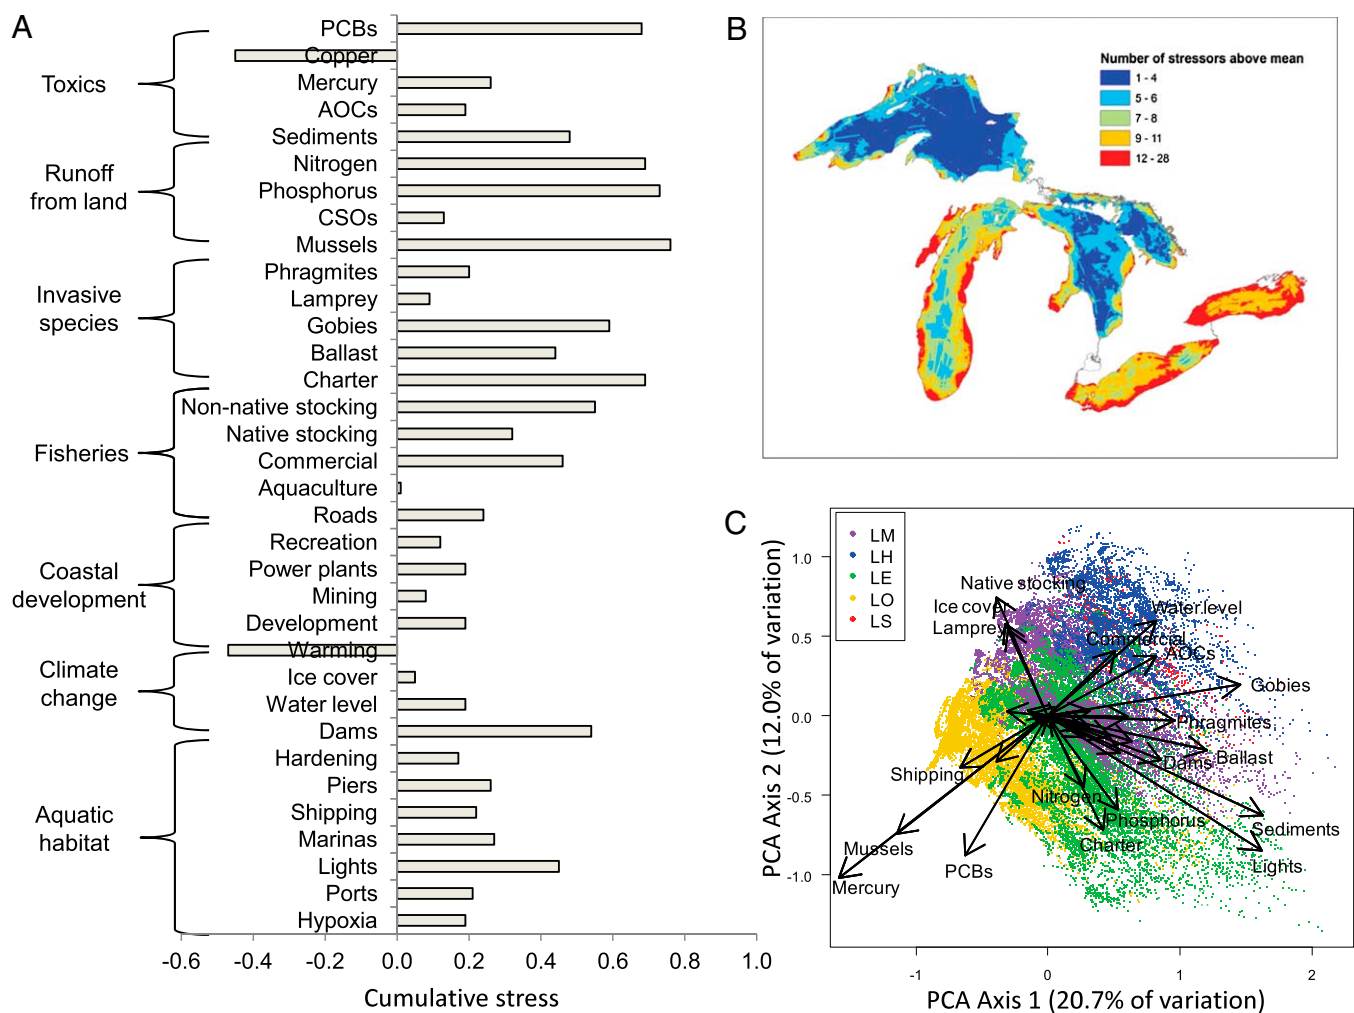 A
PCBs
Copper
Mercury
AOCs
Sediments
Nitrogen
Phosphorus
CSOs
Mussels
Phragmites
Lamprey
Gobies
Ballast
Charter
Non-native stocking
Native stocking
Commercial
Aquaculture
Roads
Recreation
Power plants
Mining
Development
Warming
Ice cover
Water level
Dams
Hardening
Piers
Shipping
Marinas
Lights
Ports
Hypoxia
Toxics
Runoff
from land
Invasive
species
Fisheries
Coastal
development
Climate
change
Aquatic
habitat
-0.6 -0.4 -0.2 0.0 0.2 0.4 0.6 0.8 1.0
Cumulative stress
B
Number of stressors above mean
1 - 4
5 - 6
7 - 8
9 - 11
12 - 28
C
LM
LH
LE
LO
LS
PCA Axis 2 (12.0% of variation)
1.0
0.5
0.0
-0.5
-1.0
Native stocking
Ice cover
Lamprey
Water level
Commercial
AOCs
Gobies
Phragmites
Ballast
Dams
Shipping
Nitrogen
Phosphorus
Sediments
Charter
Mussels
Lights
PCBs
Mercury
-1 0 1 2
PCA Axis 1 (20.7% of variation)